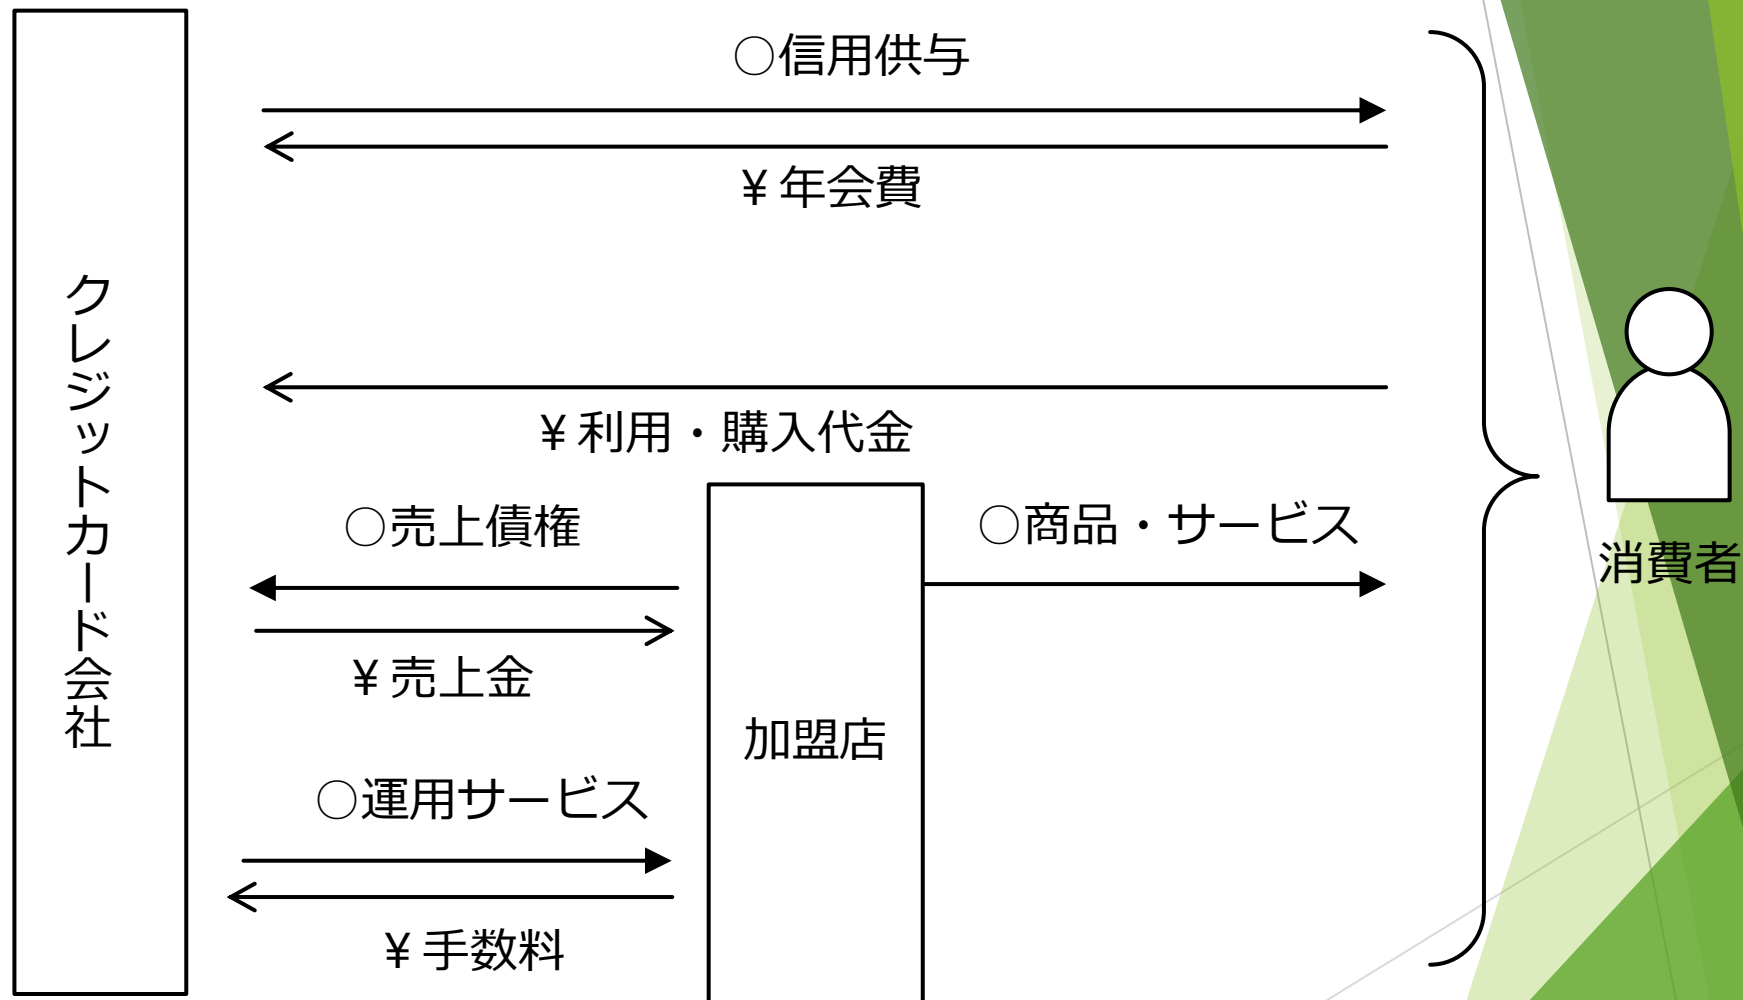 ○信用供与
¥ 年会費
クレジットカード会社
¥ 利用・購入代金
○売上債権
○商品・サービス
消費者
¥ 売上金
加盟店
○運用サービス
¥ 手数料